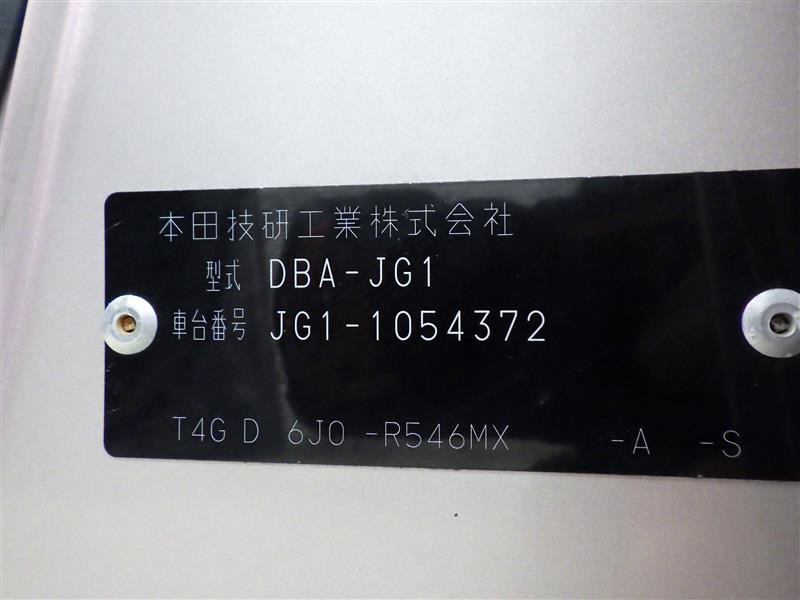 本田技研工業株式会社
型式 DBA-JG1
車台番号 JG1-1054372
T4G D 6J0 -R546MX -A -S